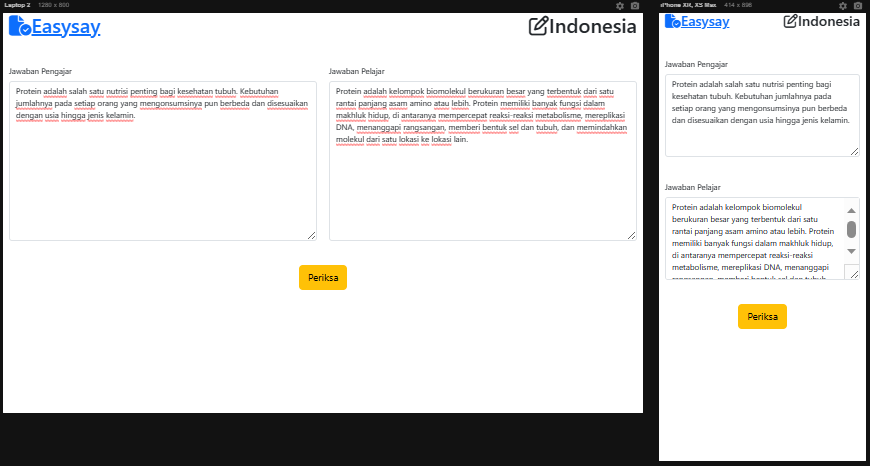 Laptop 2 1280 x 800
Easysay
Indonesia
Jawaban Pengajar
Protein adalah salah satu nutrisi penting bagi kesehatan tubuh. Kebutuhan
jumlahnya pada setiap orang yang mengonsumsinya pun berbeda dan disesuaikan
dengan usia hingga jenis kelamin.
Jawaban Pelajar
Protein adalah kelompok biomolekul berukuran besar yang terbentuk dari satu
rantai panjang asam amino atau lebih. Protein memiliki banyak fungsi dalam
makhluk hidup, di antaranya mempercepat reaksi-reaksi metabolisme, mereplikasi
DNA, menanggapi rangsangan, memberi bentuk sel dan tubuh, dan memindahkan
molekul dari satu lokasi ke lokasi lain.
Periksa
iPhone XR, XS Max 414 x 896
Easysay
Indonesia
Jawaban Pengajar
Protein adalah salah satu nutrisi penting bagi
kesehatan tubuh. Kebutuhan jumlahnya pada
setiap orang yang mengonsumsinya pun berbeda
dan disesuaikan dengan usia hingga jenis kelamin.
Jawaban Pelajar
Protein adalah kelompok biomolekul
berukuran besar yang terbentuk dari satu
rantai panjang asam amino atau lebih. Protein
memiliki banyak fungsi dalam makhluk hidup,
di antaranya mempercepat reaksi-reaksi
metabolisme, mereplikasi DNA, menanggapi
rangsangan, memberi bentuk sel dan tubuh,
Periksa